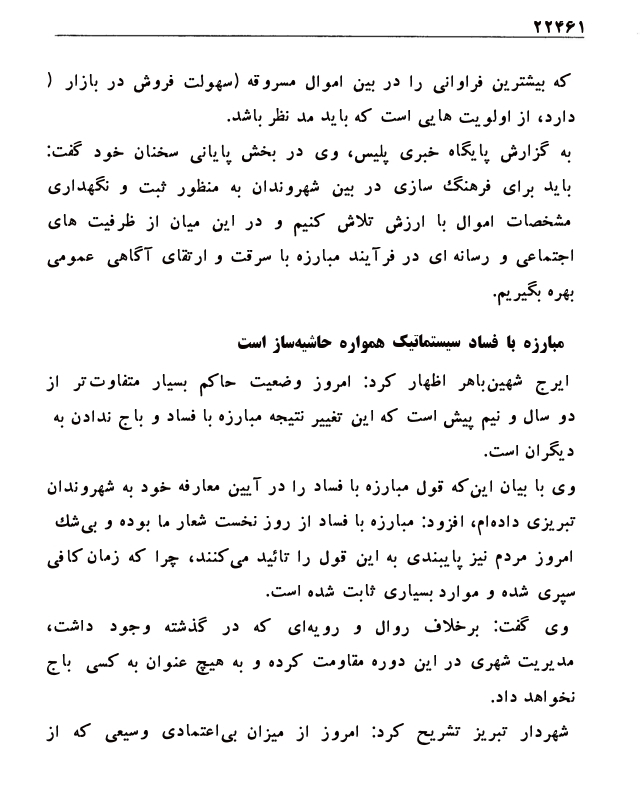 ۲۲۴۶۱
که بیشترین فراوانی را در بین اموال مسروقه (سهولت فروش در بازار (
دارد، از اولویت هایی است که باید مد نظر باشد.
به گزارش پایگاه خبری پلیس، وی در بخش پایانی سخنان خود گفت:
باید برای فرهنگ سازی در بین شهروندان به منظور ثبت و نگهداری
مشخصات اموال با ارزش تلاش کنیم و در این میان از ظرفیت های
اجتماعی و رسانه ای در فرآیند مبارزه با سرقت و ارتقای آگاهی عمومی
بهره بگیریم.
مبارزه با فساد سیستماتیک همواره حاشیه‌ساز است
ایرج شهین‌باهر اظهار کرد: امروز وضعیت حاکم بسیار متفاوت‌تر از
دو سال و نیم پیش است که این تغییر نتیجه مبارزه با فساد و باج ندادن به
دیگران است.
وی با بیان این‌که قول مبارزه با فساد را در آیین معارفه خود به شهروندان
تبریزی داده‌ام، افزود: مبارزه با فساد از روز نخست شعار ما بوده و بی‌شك
امروز مردم نیز پایبندی به این قول را تائید می‌کنند، چرا که زمان کافی
سپری شده و موارد بسیاری ثابت شده است.
وی گفت: برخلاف روال و رویه‌ای که در گذشته وجود داشت،
مدیریت شهری در این دوره مقاومت کرده و به هیچ عنوان به کسی باج
نخواهد داد.
شهردار تبریز تشریح کرد: امروز از میزان بی‌اعتمادی وسیعی که از